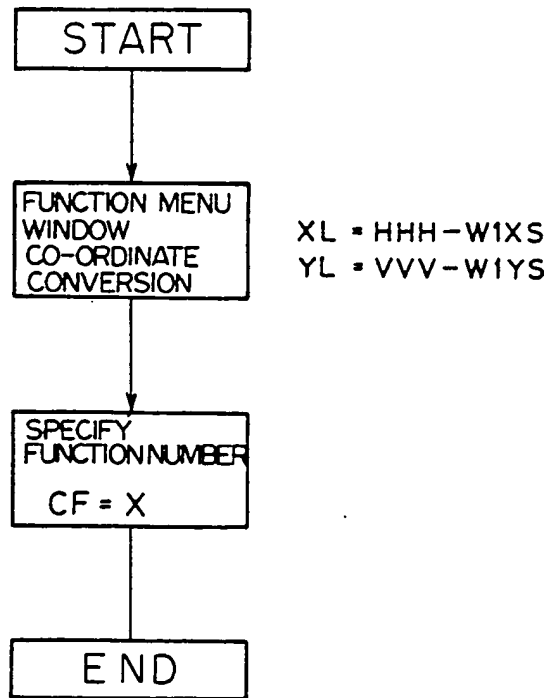 START
FUNCTION MENU
WINDOW
CO-ORDINATE
CONVERSION
XL = HHH-W1XS
YL = VVV-W1YS
SPECIFY
FUNCTION NUMBER
CF = X
END